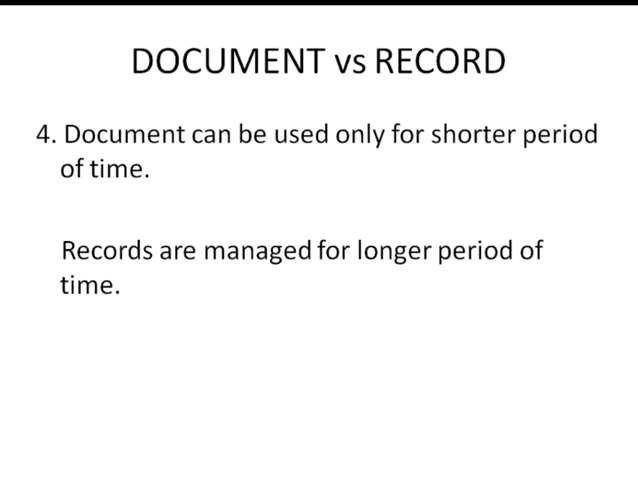 DOCUMENT vs RECORD
4. Document can be used only for shorter period
of time.
Records are managed for longer period of
time.